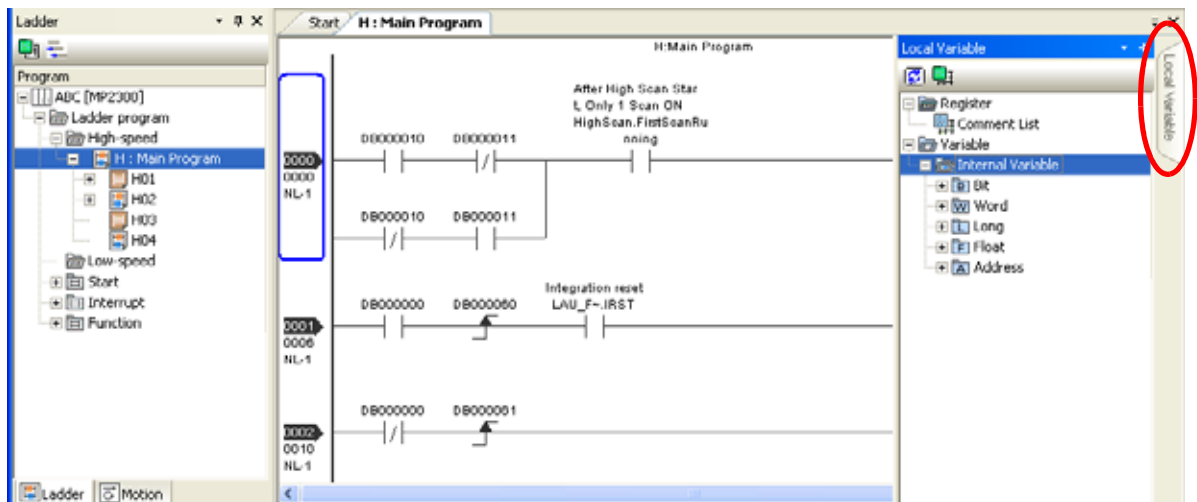 Ladder
Program
ABC [MP2300]
Ladder program
High-speed
H : Main Program
H01
H02
H03
H04
Low-speed
Start
Interrupt
Function
Ladder
Motion
Start
H : Main Program
H:Main Program
After High Scan Star
t, Only 1 Scan ON
HighScan.FirstScanRu
nning
DB000010 DB000011
0000
0000
NL-1
DB000010 DB000011
Integration reset
DB000000 DB000060 LAU_F~.IRST
0001
0006
NL-1
DB000000 DB000061
0002
0010
NL-1
Local Variable
Register
Comment List
Variable
Internal Variable
B Bit
W Word
L Long
F Float
A Address
Local Variable